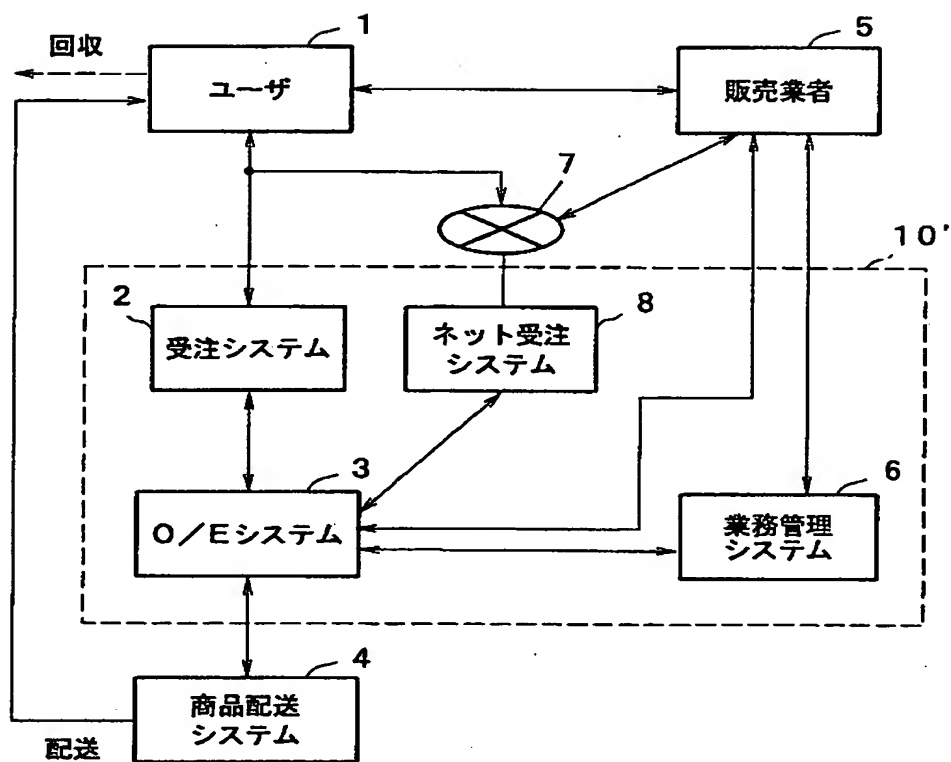 1
5
回収
ユーザ
販売業者
7
10'
2
8
受注システム
ネット受注
システム
3
6
O/Eシステム
業務管理
システム
4
商品配送
システム
配送